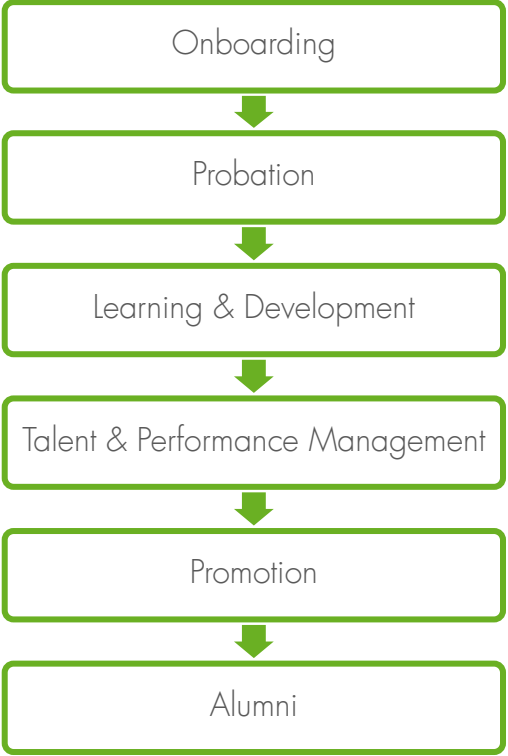 Onboarding
Probation
Learning & Development
Talent & Performance Management
Promotion
Alumni